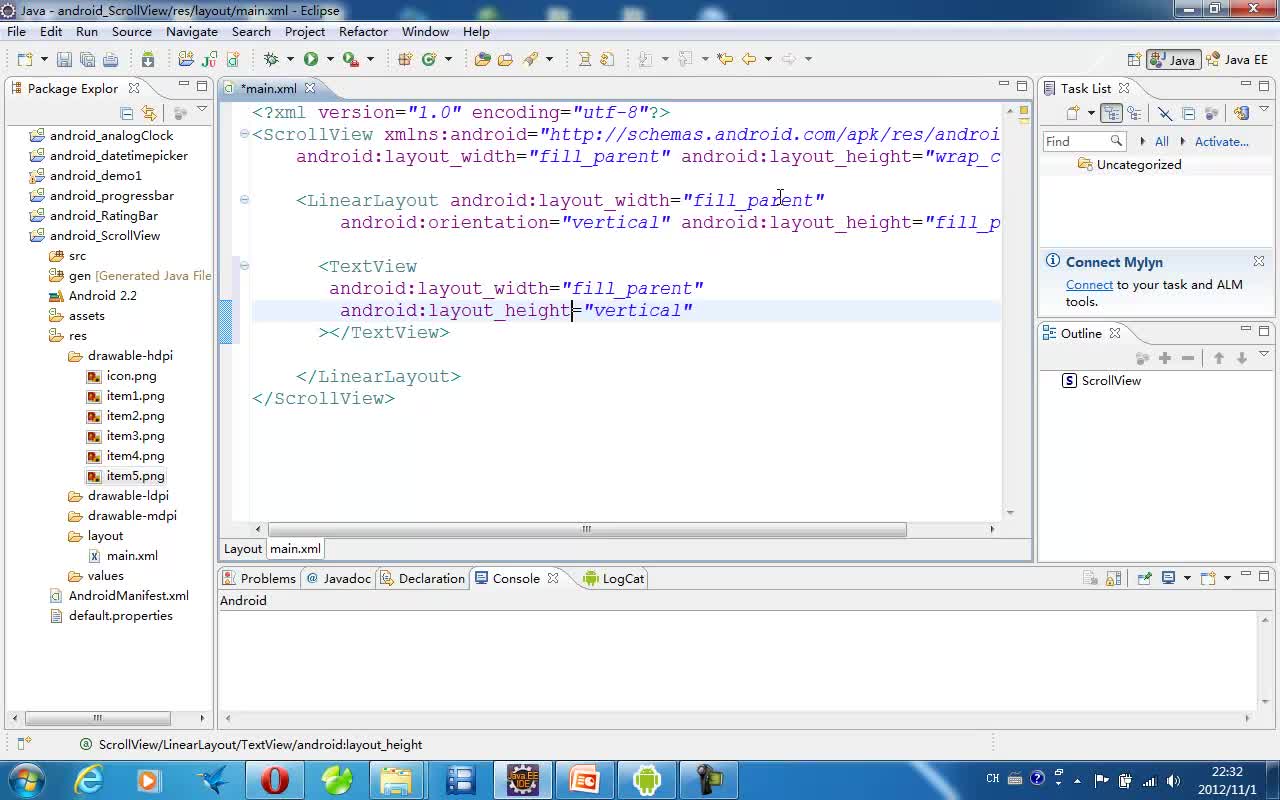 Java - android_ScrollView/res/layout/main.xml - Eclipse
File Edit Run Source Navigate Search Project Refactor Window Help
Java Java EE
Package Explor
android_analogClock
android_datetimepicker
android_demo1
android_progressbar
android_RatingBar
android_ScrollView
src
gen [Generated Java File
Android 2.2
assets
res
drawable-hdpi
icon.png
item1.png
item2.png
item3.png
item4.png
item5.png
drawable-ldpi
drawable-mdpi
layout
main.xml
values
AndroidManifest.xml
default.properties
*main.xml
<?xml version="1.0" encoding="utf-8"?>
<ScrollView xmlns:android="http://schemas.android.com/apk/res/androi
android:layout_width="fill_parent" android:layout_height="wrap_c
<LinearLayout android:layout_width="fill_parent"
android:orientation="vertical" android:layout_height="fill_p
<TextView
android:layout_width="fill_parent"
android:layout_height="vertical"
></TextView>
</LinearLayout>
</ScrollView>
Layout main.xml
Task List
Find All Activate...
Uncategorized
Connect Mylyn
Connect to your task and ALM
tools.
Outline
ScrollView
Problems @ Javadoc Declaration Console LogCat
Android
ScrollView/LinearLayout/TextView/android:layout_height
Java EE
IDE
CH
22:32
2012/11/1